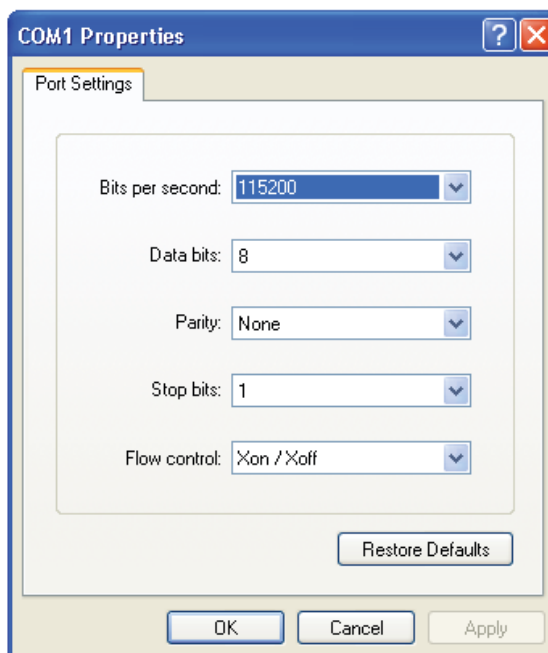 COM1 Properties
Port Settings
Bits per second: 115200
Data bits: 8
Parity: None
Stop bits: 1
Flow control: Xon / Xoff
Restore Defaults
OK Cancel Apply